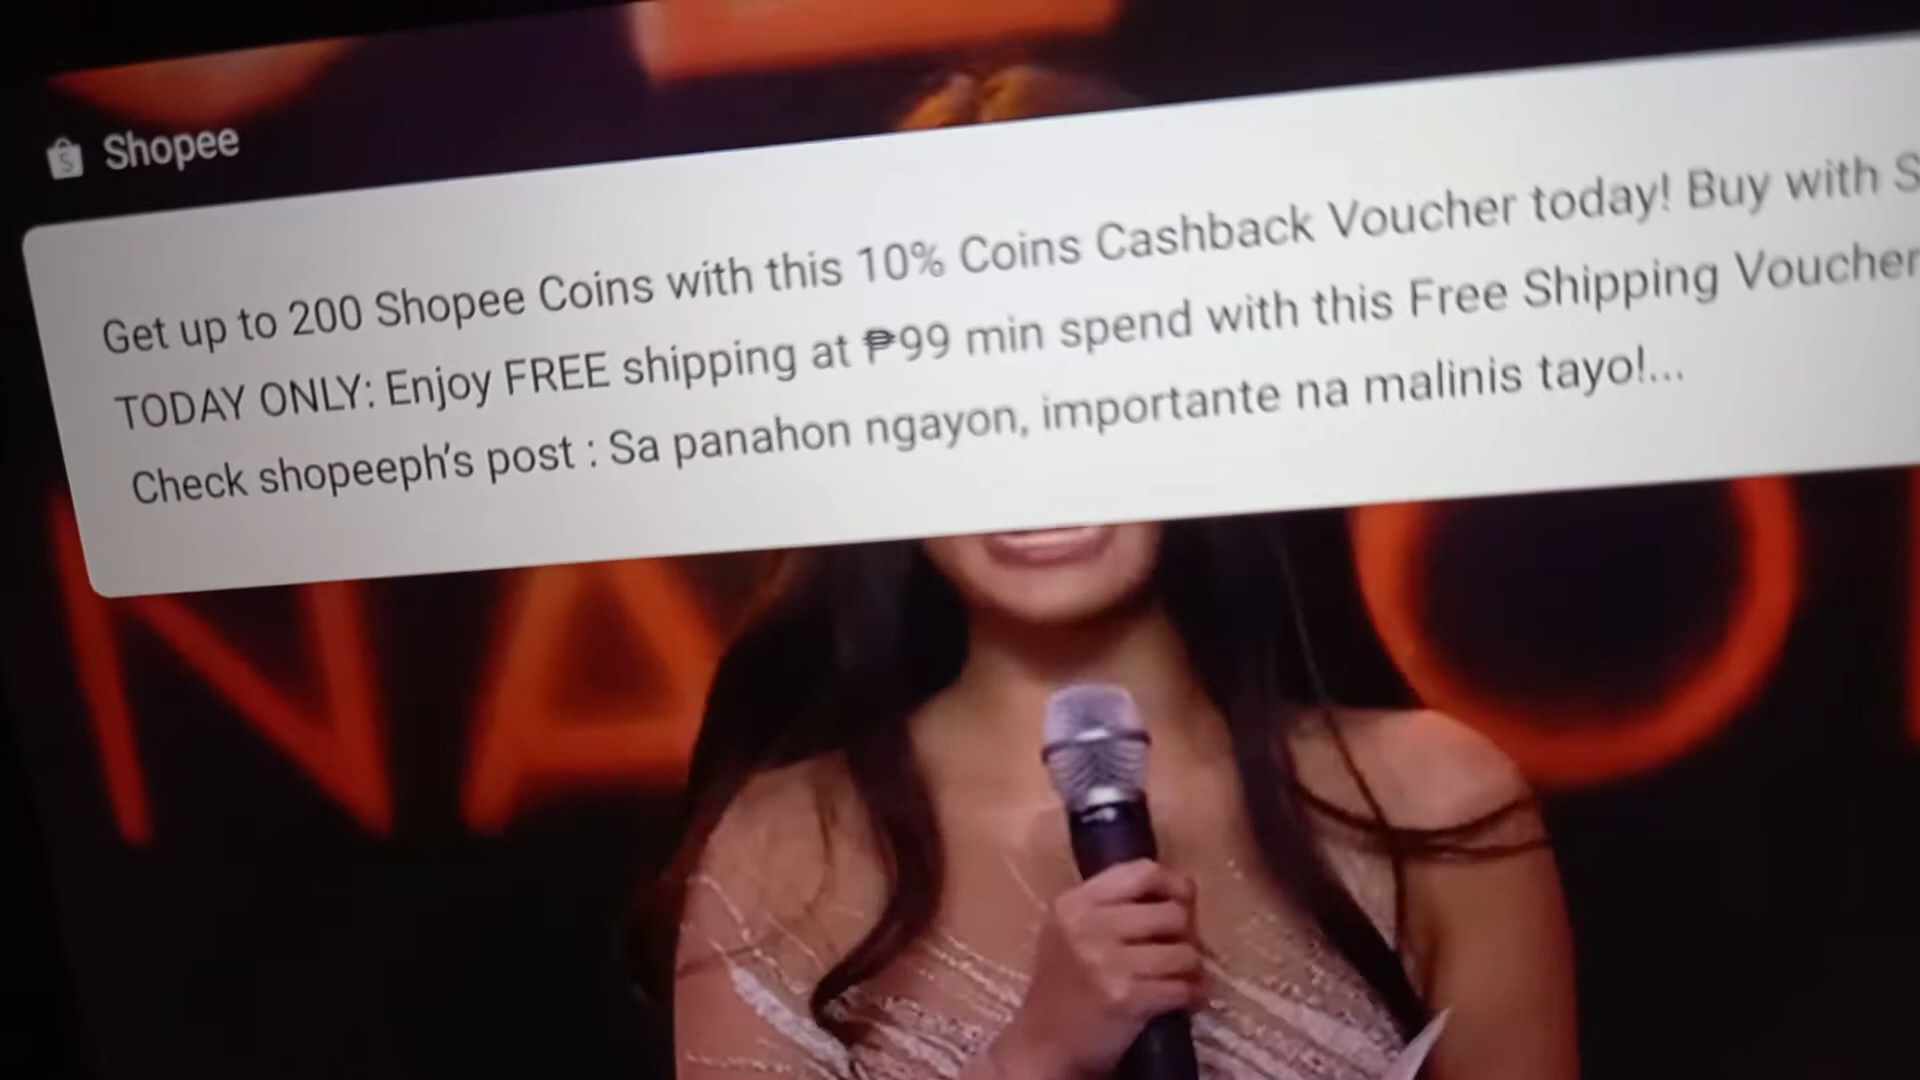 Shopee
Get up to 200 Shopee Coins with this 10% Coins Cashback Voucher today! Buy with S
TODAY ONLY: Enjoy FREE shipping at ₱99 min spend with this Free Shipping Voucher
Check shopeeph's post : Sa panahon ngayon, importante na malinis tayo!...
NA O